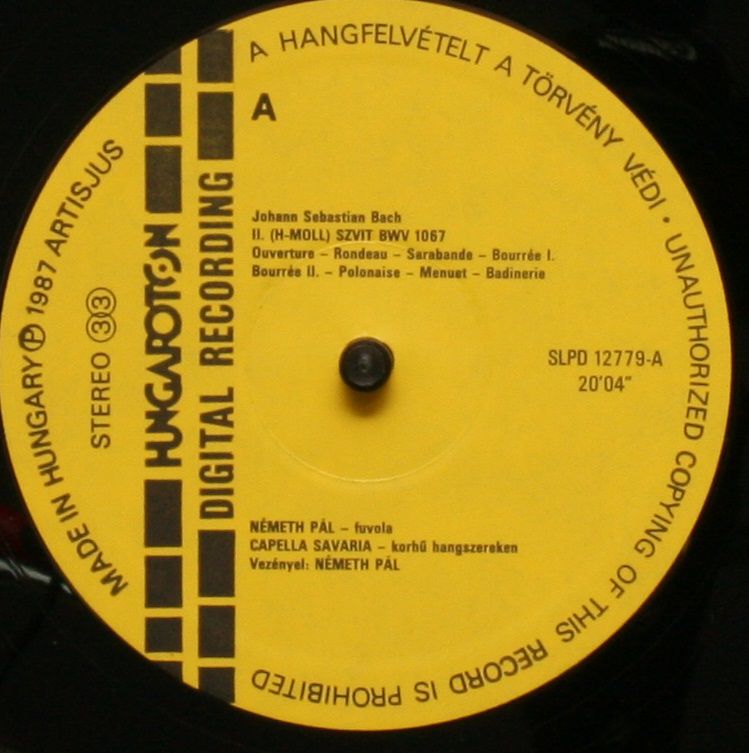 A HANGFELVÉTELT A TÖRVÉNY VÉDI · UNAUTHORIZED COPYING OF THIS RECORD IS PROHIBITED
A
MADE IN HUNGARY Ⓟ 1987 ARTISJUS
STEREO 33
HUNGAROTON
DIGITAL RECORDING
Johann Sebastian Bach
II. (H-MOLL) SZVIT BWV 1067
Ouverture – Rondeau – Sarabande – Bourrée I.
Bourrée II. – Polonaise – Menuet – Badinerie
SLPD 12779-A
20'04"
NÉMETH PÁL – fuvola
CAPELLA SAVARIA – korhű hangszereken
Vezényel: NÉMETH PÁL